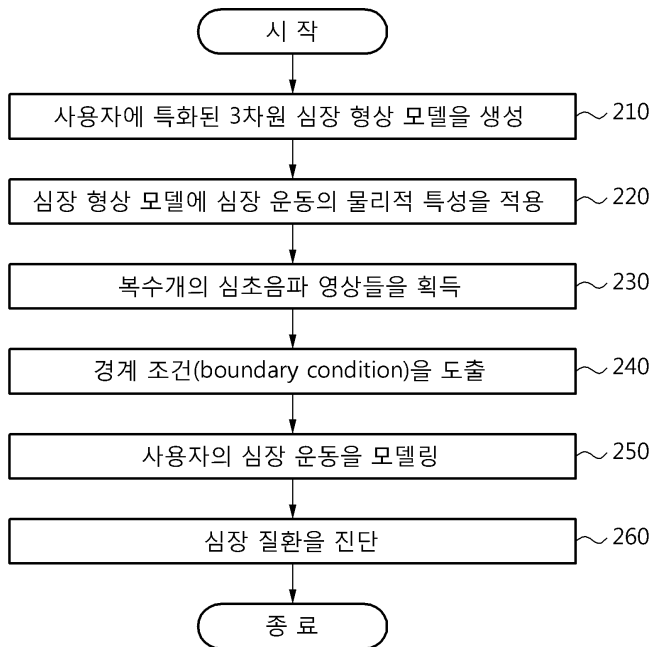 시 작
사용자에 특화된 3차원 심장 형상 모델을 생성 210
심장 형상 모델에 심장 운동의 물리적 특성을 적용 220
복수개의 심초음파 영상들을 획득 230
경계 조건(boundary condition)을 도출 240
사용자의 심장 운동을 모델링 250
심장 질환을 진단 260
종 료